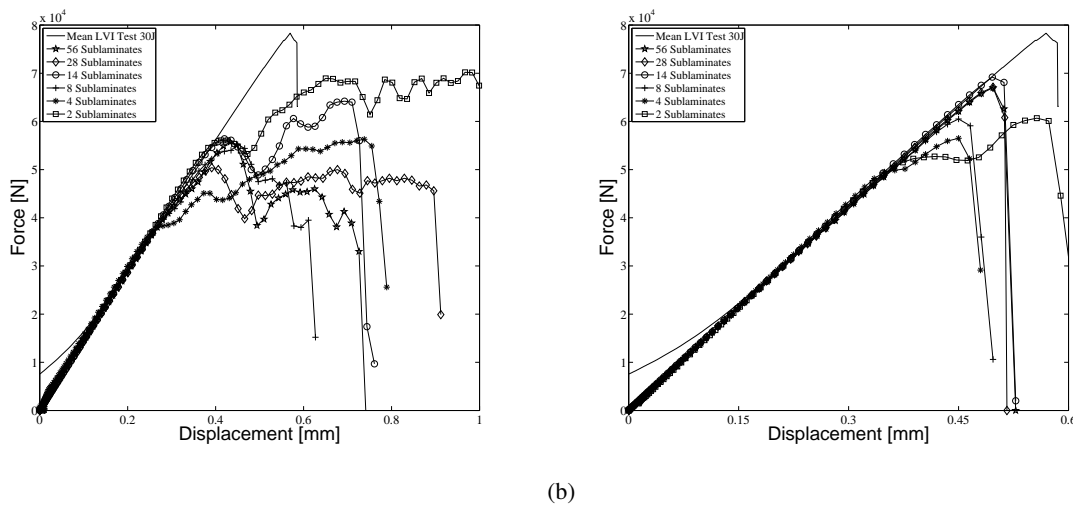 x 10⁴
8
7
6
5
4
3
2
1
0
Force [N]
0
0.2
0.4
0.6
0.8
1
Displacement [mm]
Mean LVI Test 30J
56 Sublaminates
28 Sublaminates
14 Sublaminates
8 Sublaminates
4 Sublaminates
2 Sublaminates
x 10⁴
8
7
6
5
4
3
2
1
0
Force [N]
0
0.15
0.3
0.45
0.6
Displacement [mm]
Mean LVI Test 30J
56 Sublaminates
28 Sublaminates
14 Sublaminates
8 Sublaminates
4 Sublaminates
2 Sublaminates
(b)